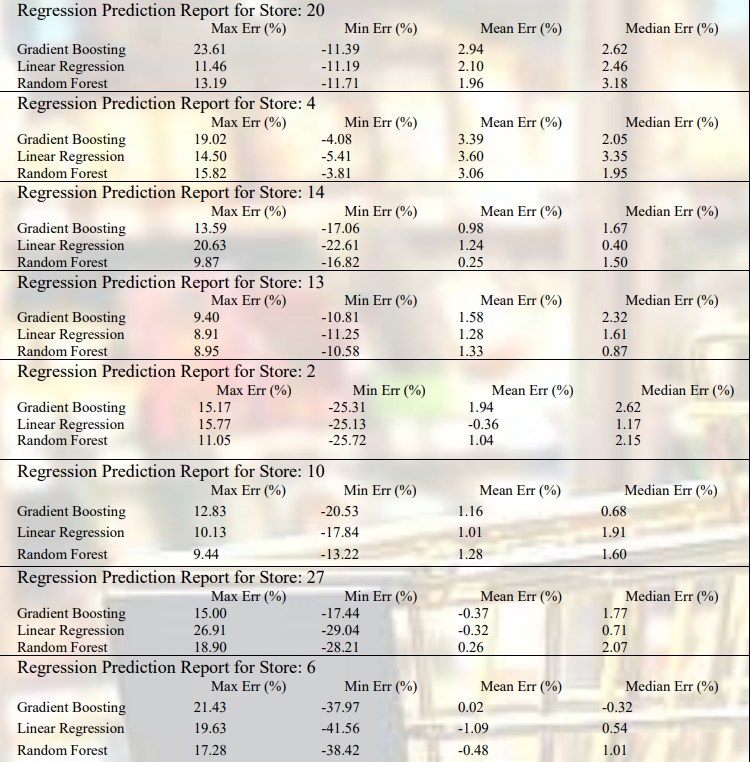 Regression Prediction Report for Store: 20
Max Err (%) Min Err (%) Mean Err (%) Median Err (%)
Gradient Boosting 23.61 -11.39 2.94 2.62
Linear Regression 11.46 -11.19 2.10 2.46
Random Forest 13.19 -11.71 1.96 3.18
Regression Prediction Report for Store: 4
Max Err (%) Min Err (%) Mean Err (%) Median Err (%)
Gradient Boosting 19.02 -4.08 3.39 2.05
Linear Regression 14.50 -5.41 3.60 3.35
Random Forest 15.82 -3.81 3.06 1.95
Regression Prediction Report for Store: 14
Max Err (%) Min Err (%) Mean Err (%) Median Err (%)
Gradient Boosting 13.59 -17.06 0.98 1.67
Linear Regression 20.63 -22.61 1.24 0.40
Random Forest 9.87 -16.82 0.25 1.50
Regression Prediction Report for Store: 13
Max Err (%) Min Err (%) Mean Err (%) Median Err (%)
Gradient Boosting 9.40 -10.81 1.58 2.32
Linear Regression 8.91 -11.25 1.28 1.61
Random Forest 8.95 -10.58 1.33 0.87
Regression Prediction Report for Store: 2
Max Err (%) Min Err (%) Mean Err (%) Median Err (%)
Gradient Boosting 15.17 -25.31 1.94 2.62
Linear Regression 15.77 -25.13 -0.36 1.17
Random Forest 11.05 -25.72 1.04 2.15
Regression Prediction Report for Store: 10
Max Err (%) Min Err (%) Mean Err (%) Median Err (%)
Gradient Boosting 12.83 -20.53 1.16 0.68
Linear Regression 10.13 -17.84 1.01 1.91
Random Forest 9.44 -13.22 1.28 1.60
Regression Prediction Report for Store: 27
Max Err (%) Min Err (%) Mean Err (%) Median Err (%)
Gradient Boosting 15.00 -17.44 -0.37 1.77
Linear Regression 26.91 -29.04 -0.32 0.71
Random Forest 18.90 -28.21 0.26 2.07
Regression Prediction Report for Store: 6
Max Err (%) Min Err (%) Mean Err (%) Median Err (%)
Gradient Boosting 21.43 -37.97 0.02 -0.32
Linear Regression 19.63 -41.56 -1.09 0.54
Random Forest 17.28 -38.42 -0.48 1.01